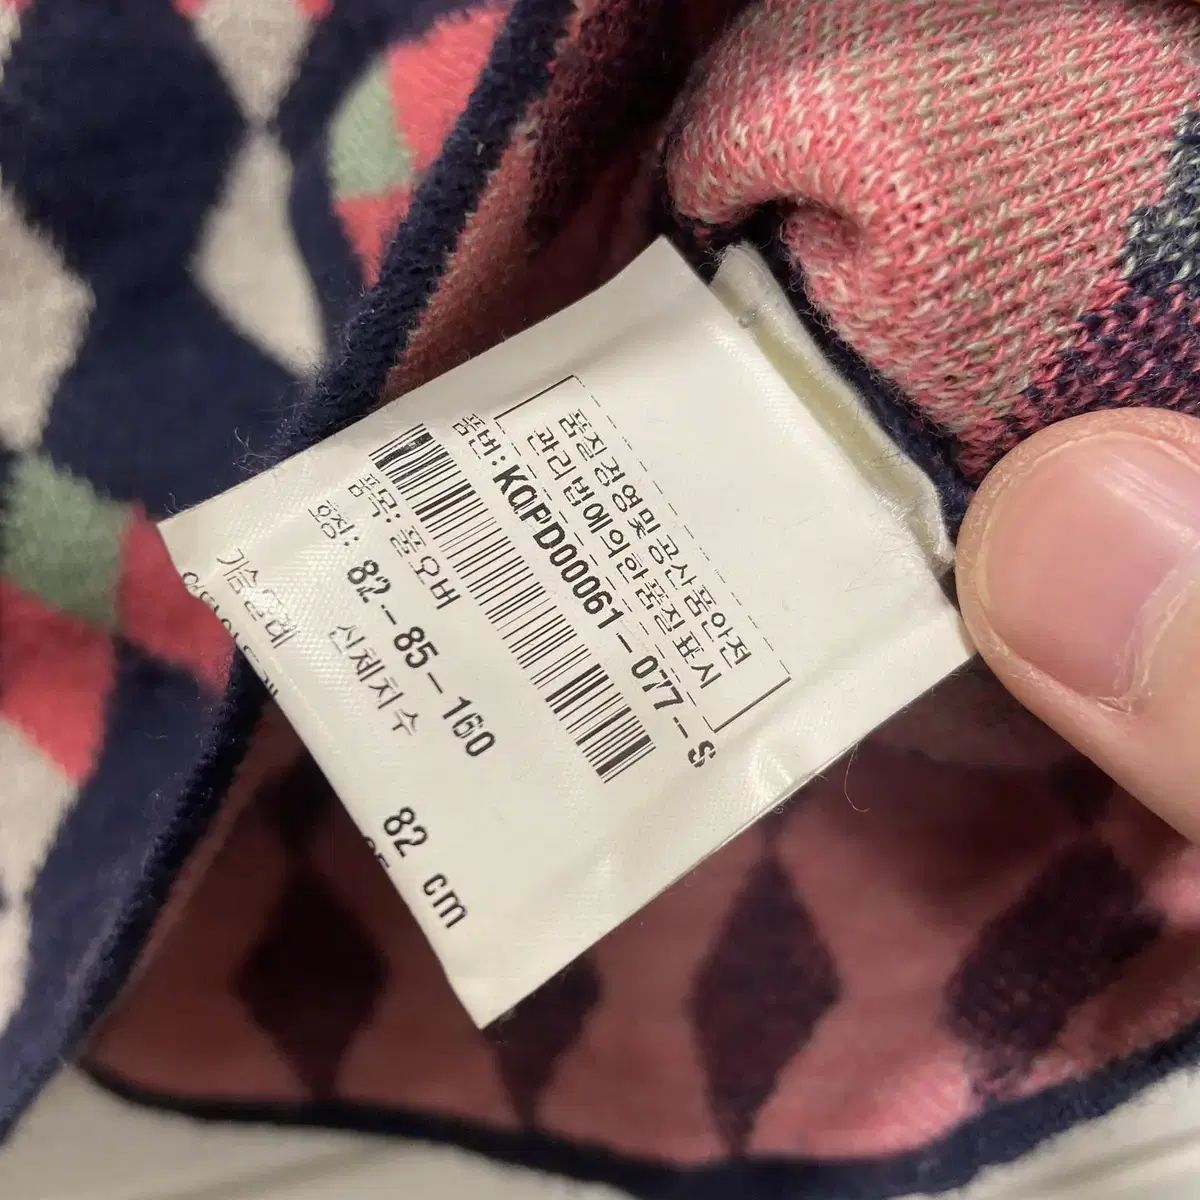 품질경영및공산품안전
관리법에의한품질표시
품번: KQPD00061-077-S
품목: 풀오버
호칭: 82-85-160
신체치수
가슴둘레 82 cm